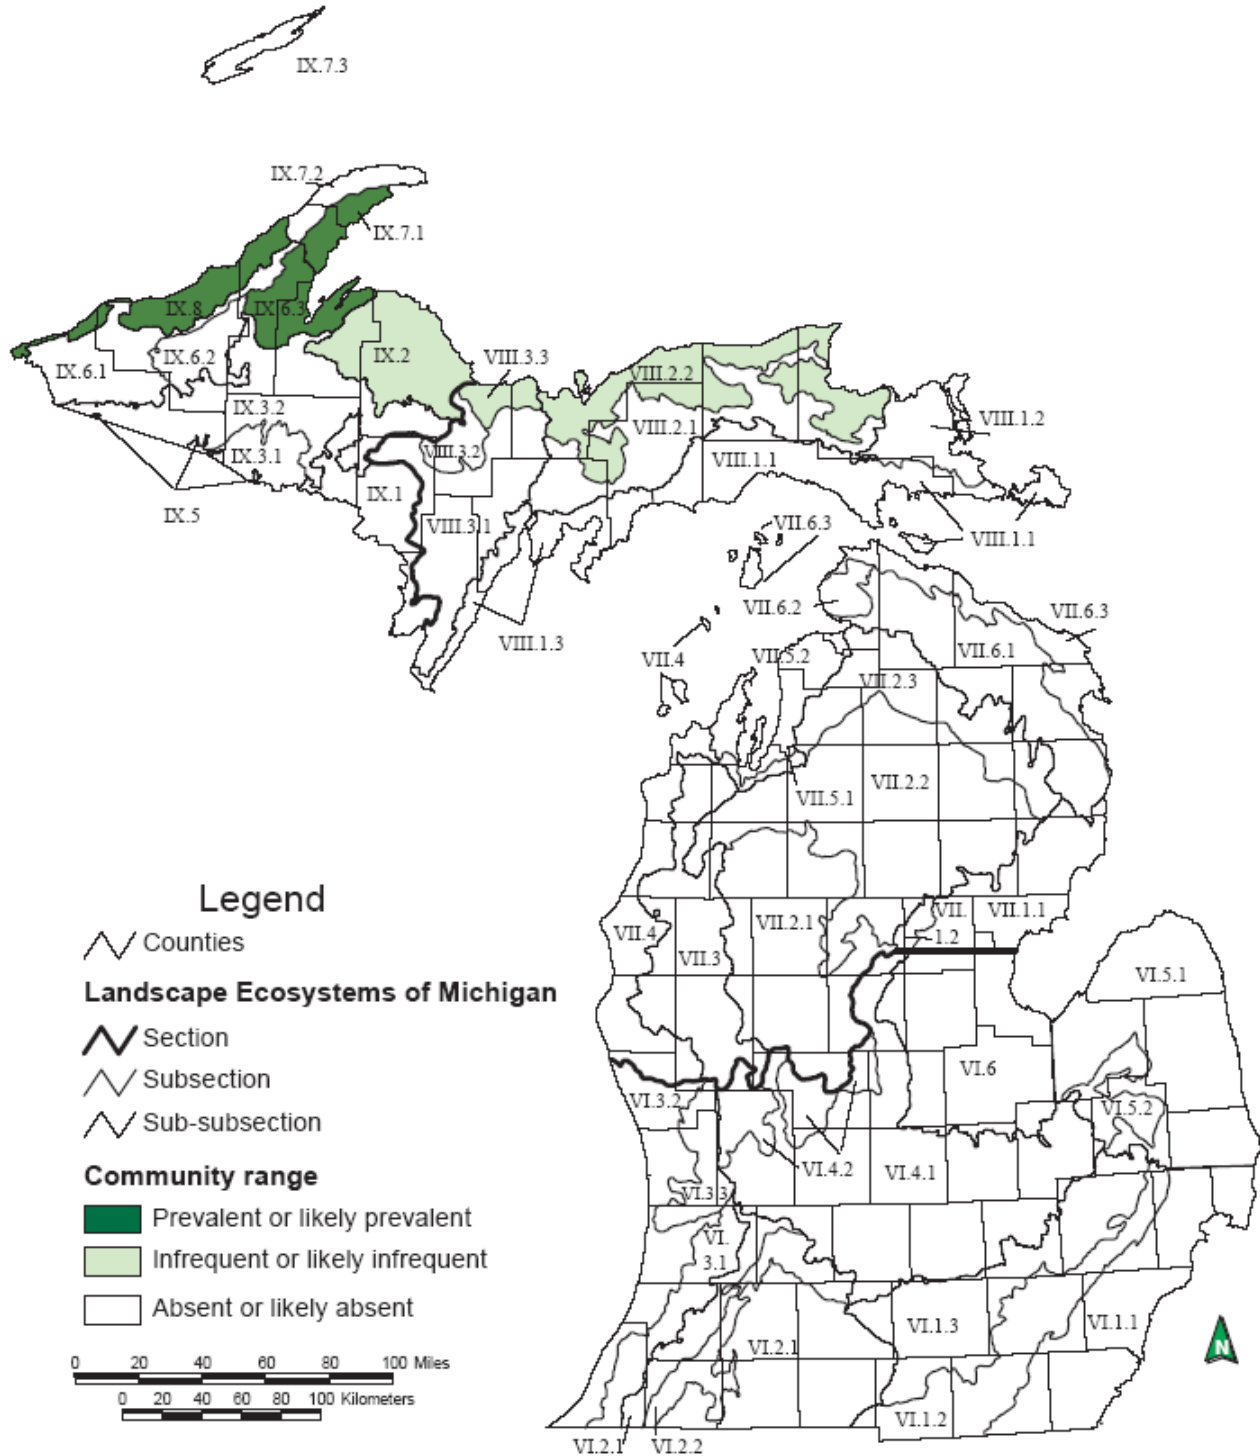 IX.7.3
IX.7.2
IX.7.1
IX.8
IX.6.3
IX.2
VIII.3.3
IX.6.2
IX.6.1
VIII.2.2
IX.3.2
VIII.2.1
VIII.1.2
IX.3.1
VIII.3.2
VIII.1.1
IX.1
IX.5
VIII.3.1
VII.6.3
VIII.1.1
VII.6.2
VII.6.3
VIII.1.3
VII.6.1
VII.4
VII.5.2
VII.2.3
VII.5.1
VII.2.2
Legend
Counties
Landscape Ecosystems of Michigan
Section
Subsection
Sub-subsection
Community range
Prevalent or likely prevalent
Infrequent or likely infrequent
Absent or likely absent
0 20 40 60 80 100 Miles
0 20 40 60 80 100 Kilometers
VII.4
VII.3
VII.2.1
VII.
1.2
VII.1.1
VI.5.1
VI.6
VI.3.2
VI.5.2
VI.4.2
VI.4.1
VI.3.3
VI.
3.1
VI.1.3
VI.1.1
VI.2.1
VI.1.2
VI.2.1
VI.2.2
N